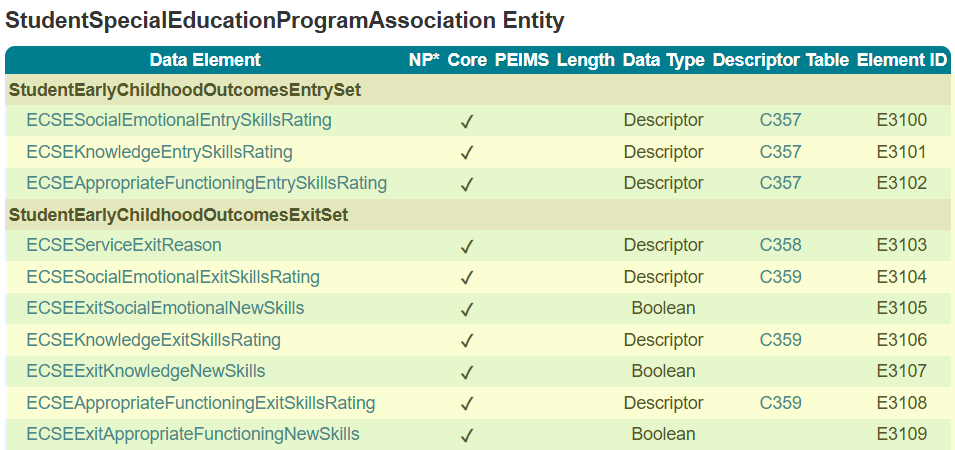 StudentSpecialEducationProgramAssociation Entity
Data Element NP* Core PEIMS Length Data Type Descriptor Table Element ID
StudentEarlyChildhoodOutcomesEntrySet
ECSESocialEmotionalEntrySkillsRating ✓ Descriptor C357 E3100
ECSEKnowledgeEntrySkillsRating ✓ Descriptor C357 E3101
ECSEAppropriateFunctioningEntrySkillsRating ✓ Descriptor C357 E3102
StudentEarlyChildhoodOutcomesExitSet
ECSEServiceExitReason ✓ Descriptor C358 E3103
ECSESocialEmotionalExitSkillsRating ✓ Descriptor C359 E3104
ECSEExitSocialEmotionalNewSkills ✓ Boolean E3105
ECSEKnowledgeExitSkillsRating ✓ Descriptor C359 E3106
ECSEExitKnowledgeNewSkills ✓ Boolean E3107
ECSEAppropriateFunctioningExitSkillsRating ✓ Descriptor C359 E3108
ECSEExitAppropriateFunctioningNewSkills ✓ Boolean E3109